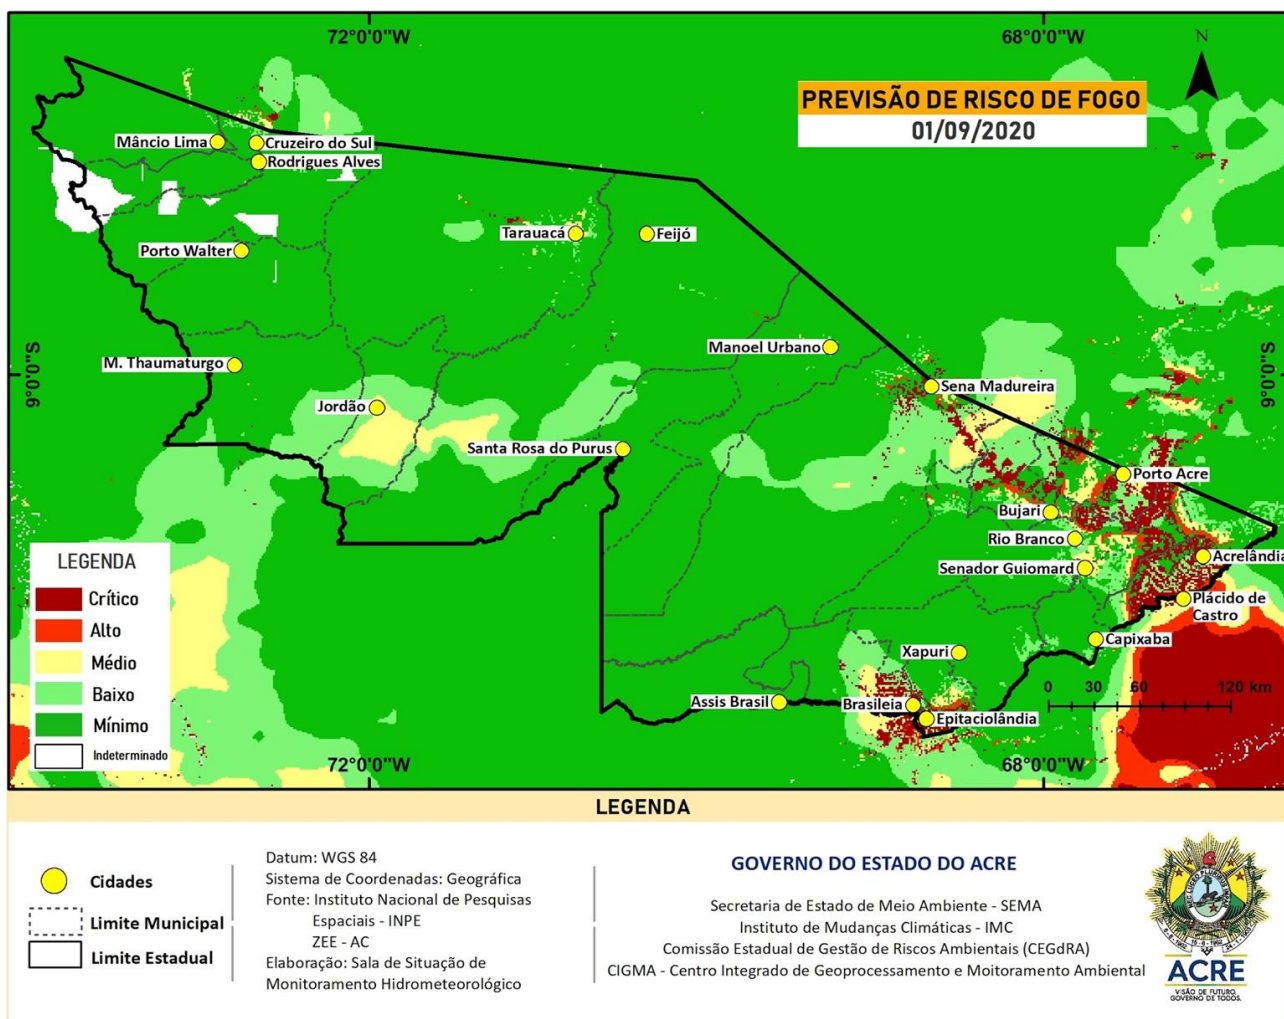 72°0'0"W
68°0'0"W
N
PREVISÃO DE RISCO DE FOGO
01/09/2020
Mâncio Lima
Cruzeiro do Sul
Rodrigues Alves
Tarauacá
Feijó
Porto Walter
9°0'0"S
M. Thaumaturgo
Manoel Urbano
9°0'0"S
Jordão
Sena Madureira
Santa Rosa do Purus
Porto Acre
Bujari
Rio Branco
Acrelândia
Senador Guiomard
Plácido de
Castro
Capixaba
Xapuri
Assis Brasil
Brasileia
Epitaciolândia
0 30 60 120 km
LEGENDA
Crítico
Alto
Médio
Baixo
Mínimo
Indeterminado
72°0'0"W
68°0'0"W
LEGENDA
Cidades
Limite Municipal
Limite Estadual
Datum: WGS 84
Sistema de Coordenadas: Geográfica
Fonte: Instituto Nacional de Pesquisas
Espaciais - INPE
ZEE - AC
Elaboração: Sala de Situação de
Monitoramento Hidrometeorológico
GOVERNO DO ESTADO DO ACRE
Secretaria de Estado de Meio Ambiente - SEMA
Instituto de Mudanças Climáticas - IMC
Comissão Estadual de Gestão de Riscos Ambientais (CEGdRA)
CIGMA - Centro Integrado de Geoprocessamento e Moitoramento Ambiental
ACRE
VISÃO DE FUTURO,
GOVERNO DE TODOS.